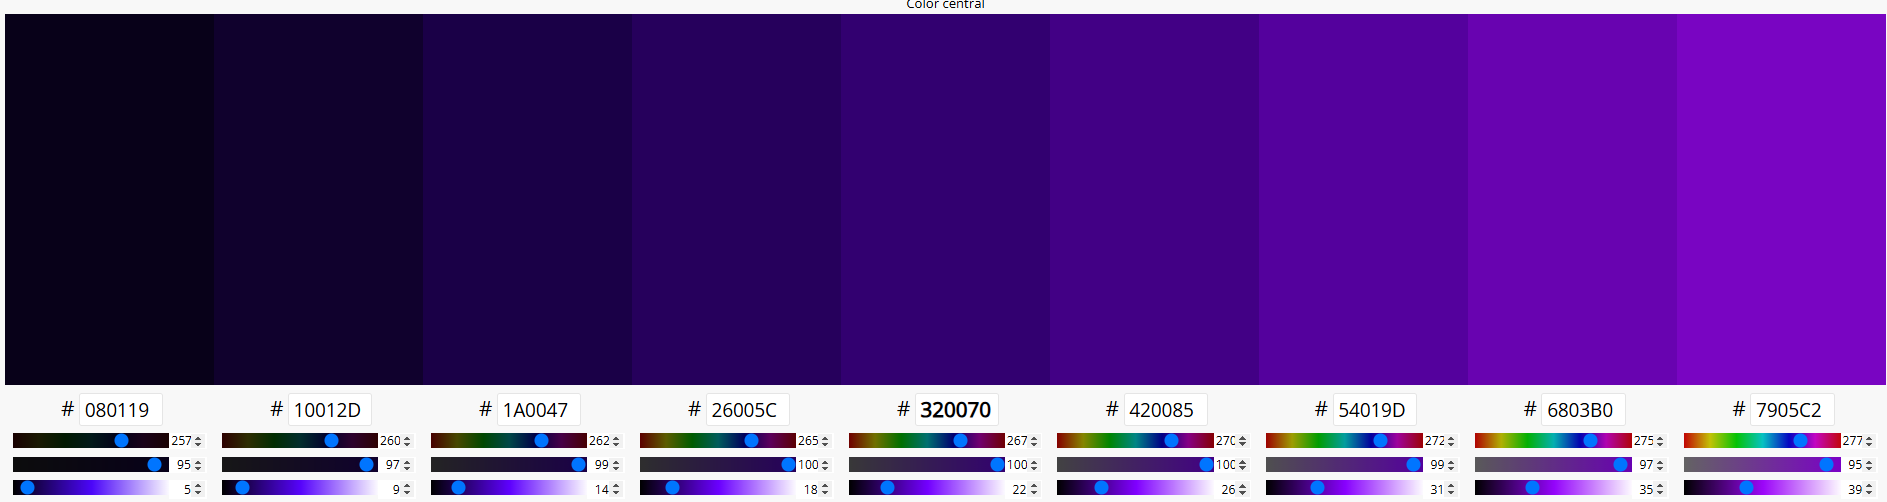 Color central
# 080119 # 10012D # 1A0047 # 26005C # 320070 # 420085 # 54019D # 6803B0 # 7905C2
257 260 262 265 267 270 272 275 277
95 97 99 100 100 100 99 97 95
5 9 14 18 22 26 31 35 39